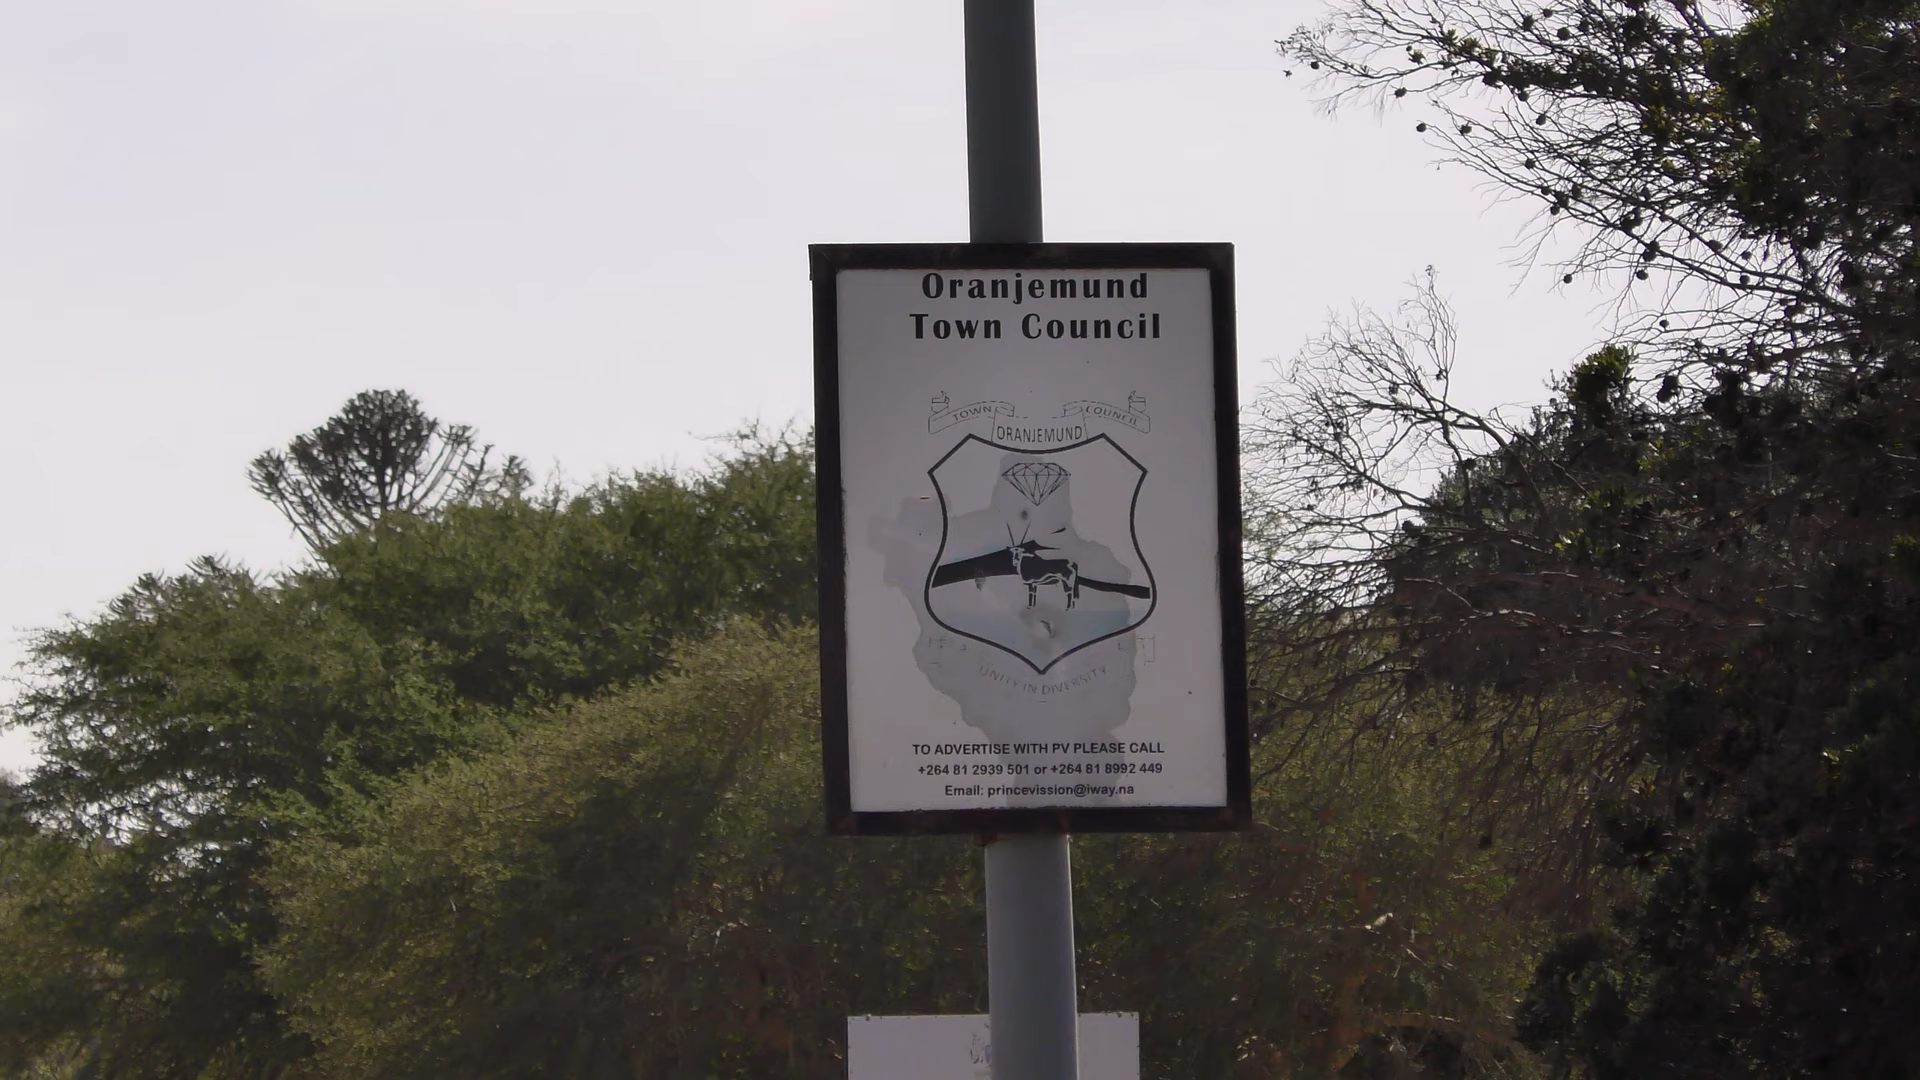 Oranjemund
Town Council
TOWN COUNCIL
ORANJEMUND
UNITY IN DIVERSITY
TO ADVERTISE WITH PV PLEASE CALL
+264 81 2939 501 or +264 81 8992 449
Email: princevission@iway.na